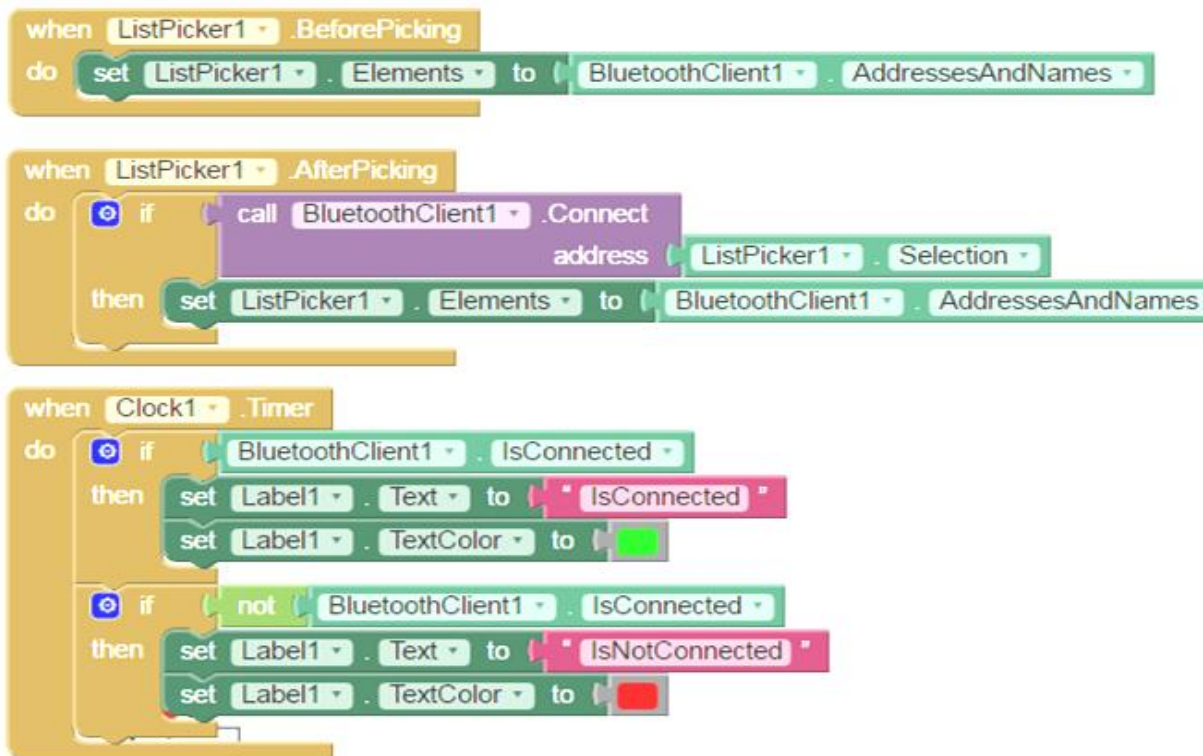 when ListPicker1 .BeforePicking
do set ListPicker1 . Elements to BluetoothClient1 . AddressesAndNames
when ListPicker1 .AfterPicking
do if call BluetoothClient1 .Connect
address ListPicker1 . Selection
then set ListPicker1 . Elements to BluetoothClient1 . AddressesAndNames
when Clock1 .Timer
do if BluetoothClient1 . IsConnected
then set Label1 . Text to " IsConnected "
set Label1 . TextColor to
if not BluetoothClient1 . IsConnected
then set Label1 . Text to " IsNotConnected "
set Label1 . TextColor to